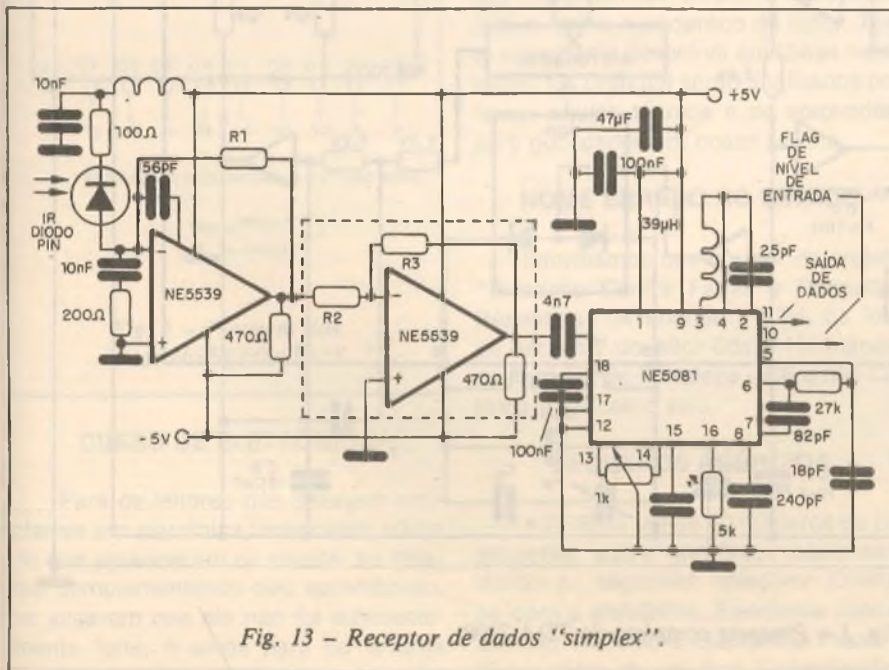 10nF
100Ω
IR
DIODO
PIN
56PF
R1
10nF
200Ω
NE5539
470Ω
-5V
R2
R3
NE5539
470Ω
4n7
100nF
+5V
47µF
100nF
39µH
FLAG
DE
NÍVEL
DE
ENTRADA
25pF
SAÍDA
DE
DADOS
1 9 3 4 2
11
10
5
NE5081
18
17
12
6
7
8
13 14 15 16
1k
5k
27k
82pF
18pF
240pF
Fig. 13 – Receptor de dados "simplex".